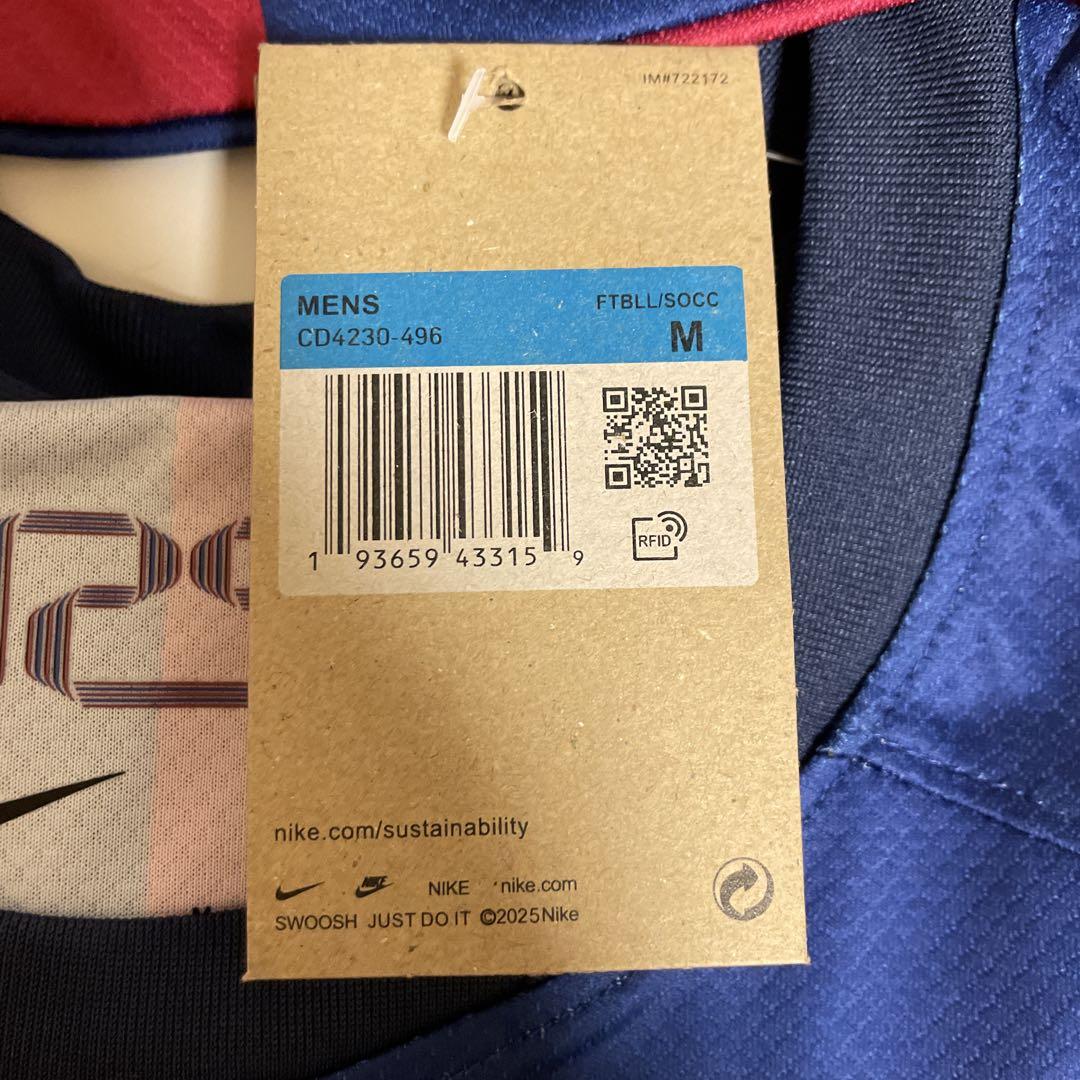 IM#722172
MENS FTBLL/SOCC
CD4230-496 M
1 93659 43315 9
RFID
nike.com/sustainability
NIKE NIKE nike.com
SWOOSH JUST DO IT ©2025Nike